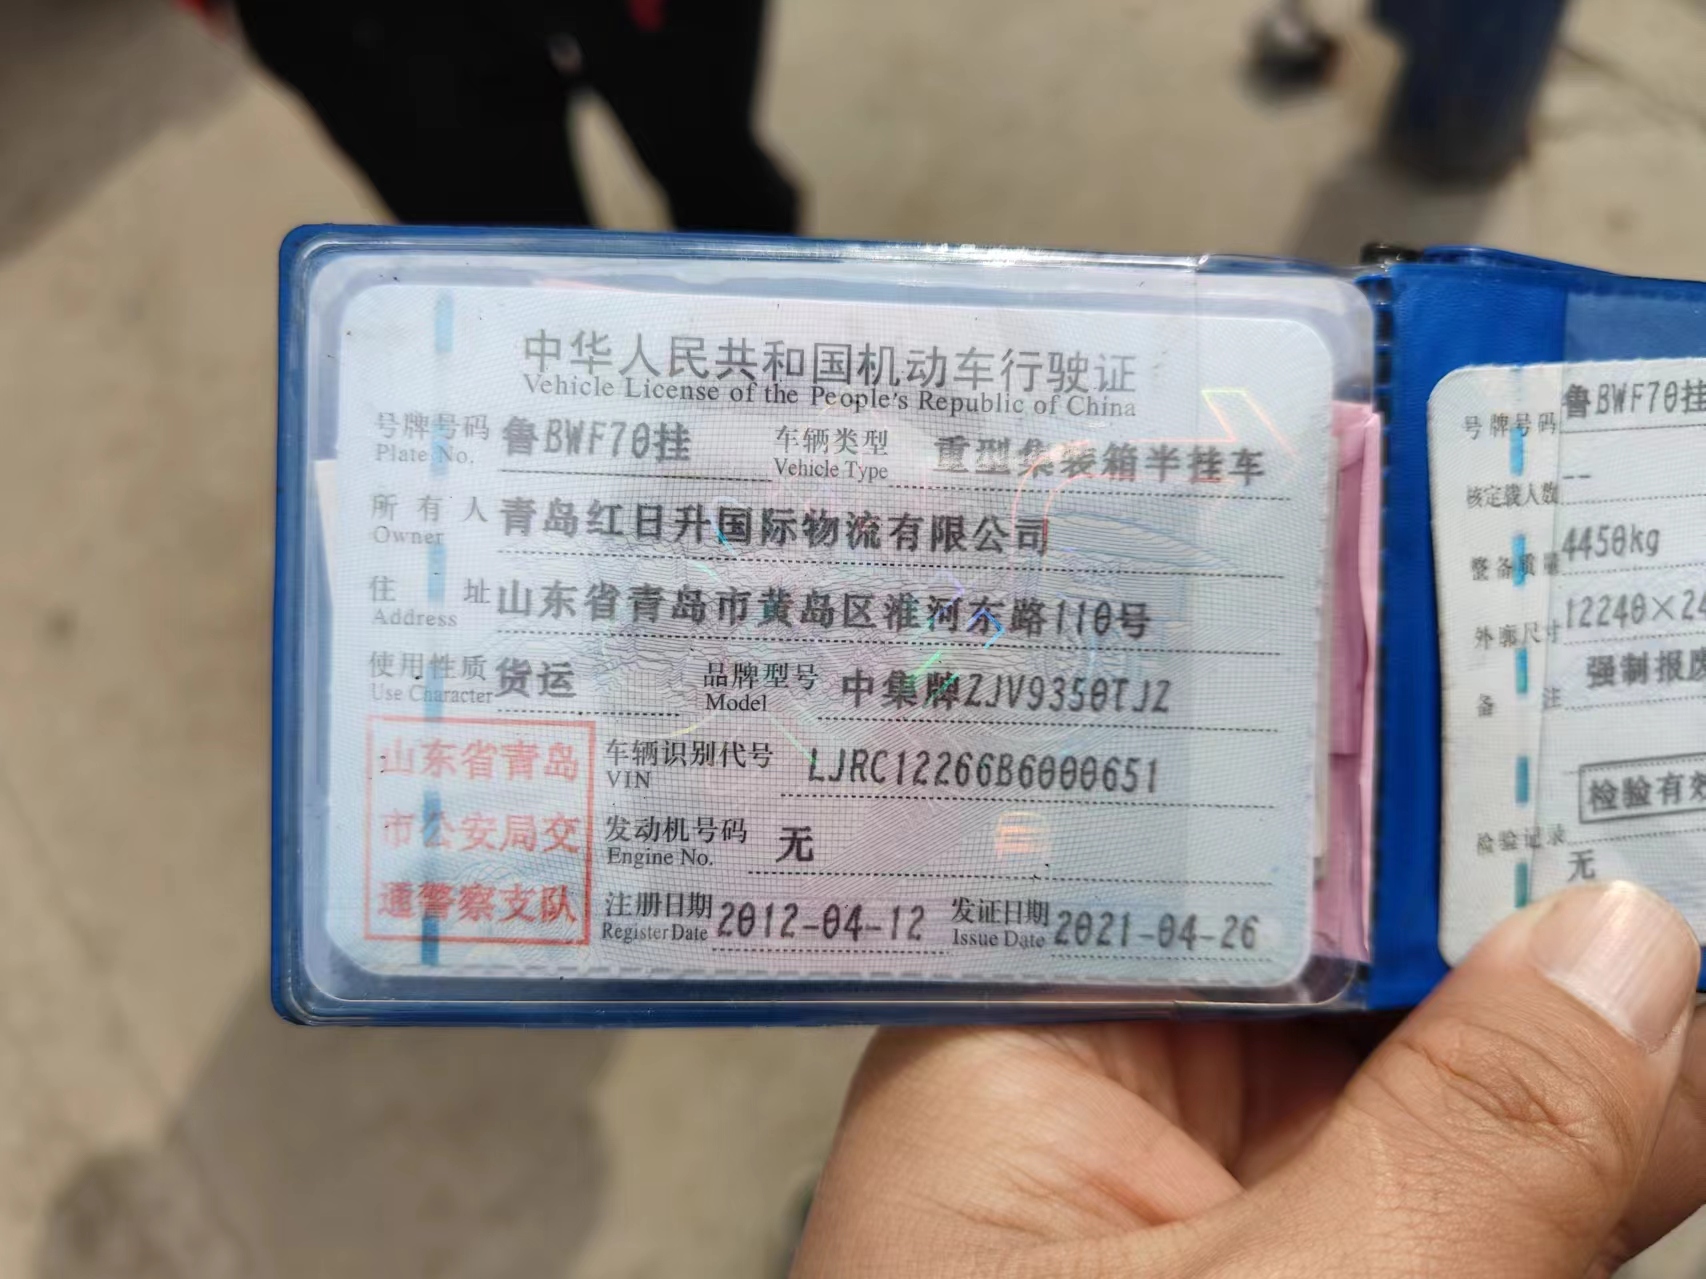 中华人民共和国机动车行驶证
Vehicle License of the People's Republic of China
号牌号码 鲁BWF70挂 车辆类型 重型集装箱半挂车
Plate No. Vehicle Type
所有人 青岛红日升国际物流有限公司
Owner
住址 山东省青岛市黄岛区淮河东路110号
Address
使用性质 货运 品牌型号 中集牌ZJV9350TJZ
Use Character Model
山东省青岛
市公安局交
通警察支队
车辆识别代号 LJRC12266B6000651
VIN
发动机号码 无
Engine No.
注册日期 2012-04-12 发证日期 2021-04-26
Register Date Issue Date
号牌号码 鲁BWF70挂
核定载人数 --
整备质量 4450kg
外廓尺寸 12240×2
备注 强制报废
检验有效
检验记录
无